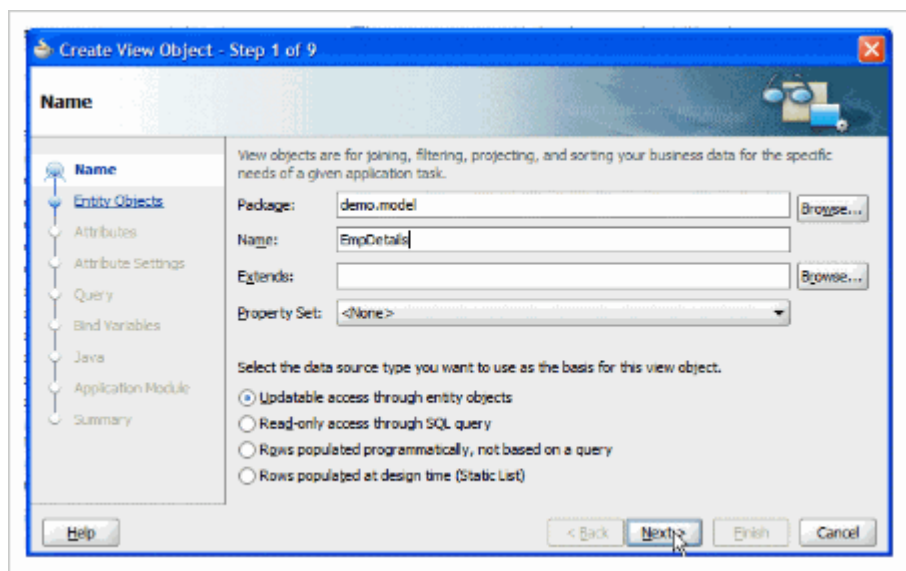 Create View Object - Step 1 of 9
Name
Name
Entity Objects
Attributes
Attribute Settings
Query
Bind Variables
Java
Application Module
Summary
View objects are for joining, filtering, projecting, and sorting your business data for the specific
needs of a given application task.
Package: demo.model Browse...
Name: EmpDetails
Extends: Browse...
Property Set: <None>
Select the data source type you want to use as the basis for this view object.
Updatable access through entity objects
Read-only access through SQL query
Rows populated programmatically, not based on a query
Rows populated at design time (Static List)
Help < Back Next > Finish Cancel